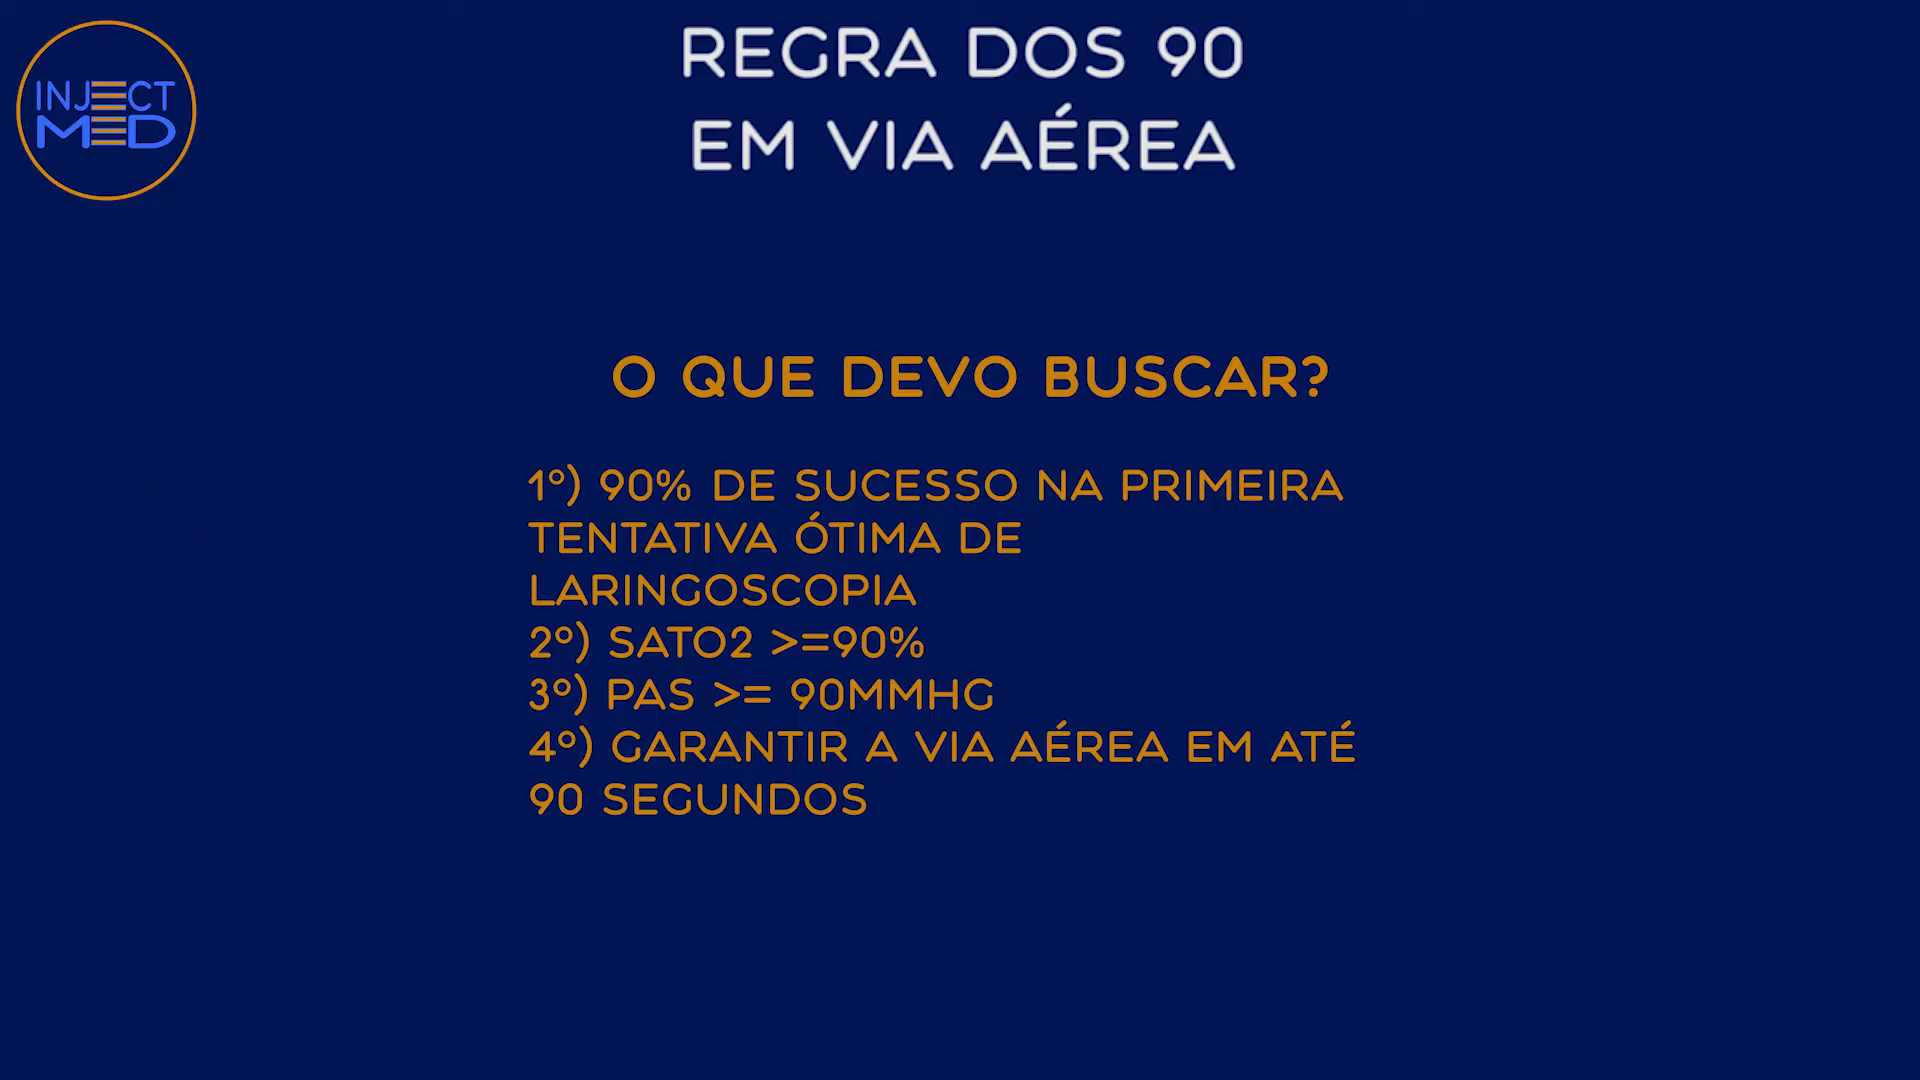 INJECT
MED
REGRA DOS 90
EM VIA AÉREA
O QUE DEVO BUSCAR?
1º) 90% DE SUCESSO NA PRIMEIRA
TENTATIVA ÓTIMA DE
LARINGOSCOPIA
2º) SATO2 >=90%
3º) PAS >= 90MMHG
4º) GARANTIR A VIA AÉREA EM ATÉ
90 SEGUNDOS